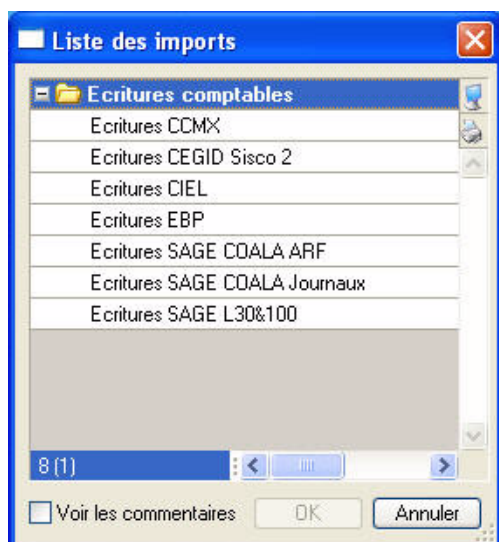 Liste des imports
Ecritures comptables
Ecritures CCMX
Ecritures CEGID Sisco 2
Ecritures CIEL
Ecritures EBP
Ecritures SAGE COALA ARF
Ecritures SAGE COALA Journaux
Ecritures SAGE L30&100
8 (1)
Voir les commentaires OK Annuler